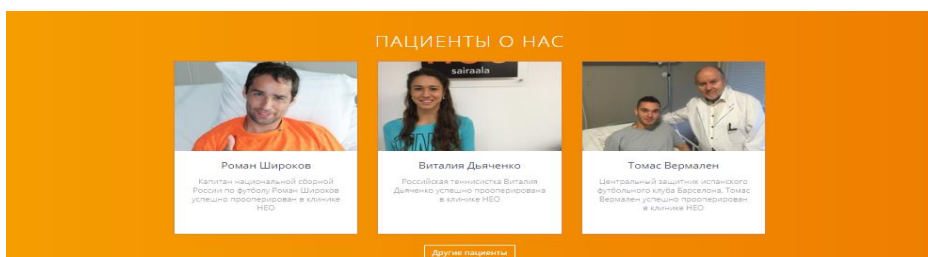 ПАЦИЕНТЫ О НАС
sairaala
Роман Широков
Капитан национальной сборной
России по футболу Роман Широков
успешно прооперирован в клинике
НЕО
Виталия Дьяченко
Российская теннисистка Виталия
Дьяченко успешно прооперирована
в клинике НЕО
Томас Вермален
Центральный защитник испанского
футбольного клуба Барселона, Томас
Вермален успешно прооперирован
в клинике НЕО
Другие пациенты